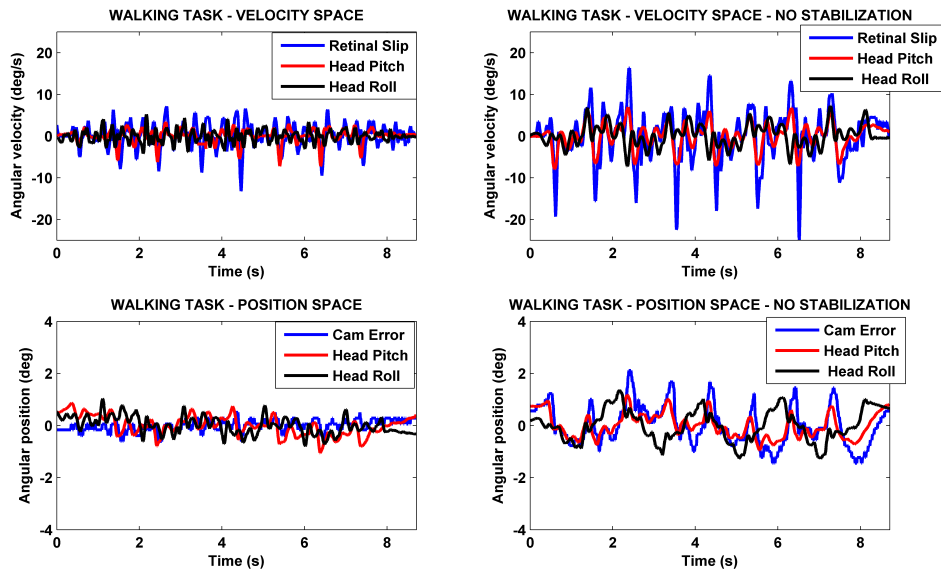 WALKING TASK - VELOCITY SPACE
Retinal Slip
Head Pitch
Head Roll
Angular velocity (deg/s)
20
10
0
-10
-20
0
2
4
6
8
Time (s)
WALKING TASK - VELOCITY SPACE - NO STABILIZATION
Retinal Slip
Head Pitch
Head Roll
Angular velocity (deg/s)
20
10
0
-10
-20
0
2
4
6
8
Time (s)
WALKING TASK - POSITION SPACE
Cam Error
Head Pitch
Head Roll
Angular position (deg)
4
2
0
-2
-4
0
2
4
6
8
Time (s)
WALKING TASK - POSITION SPACE - NO STABILIZATION
Cam Error
Head Pitch
Head Roll
Angular position (deg)
4
2
0
-2
-4
0
2
4
6
8
Time (s)